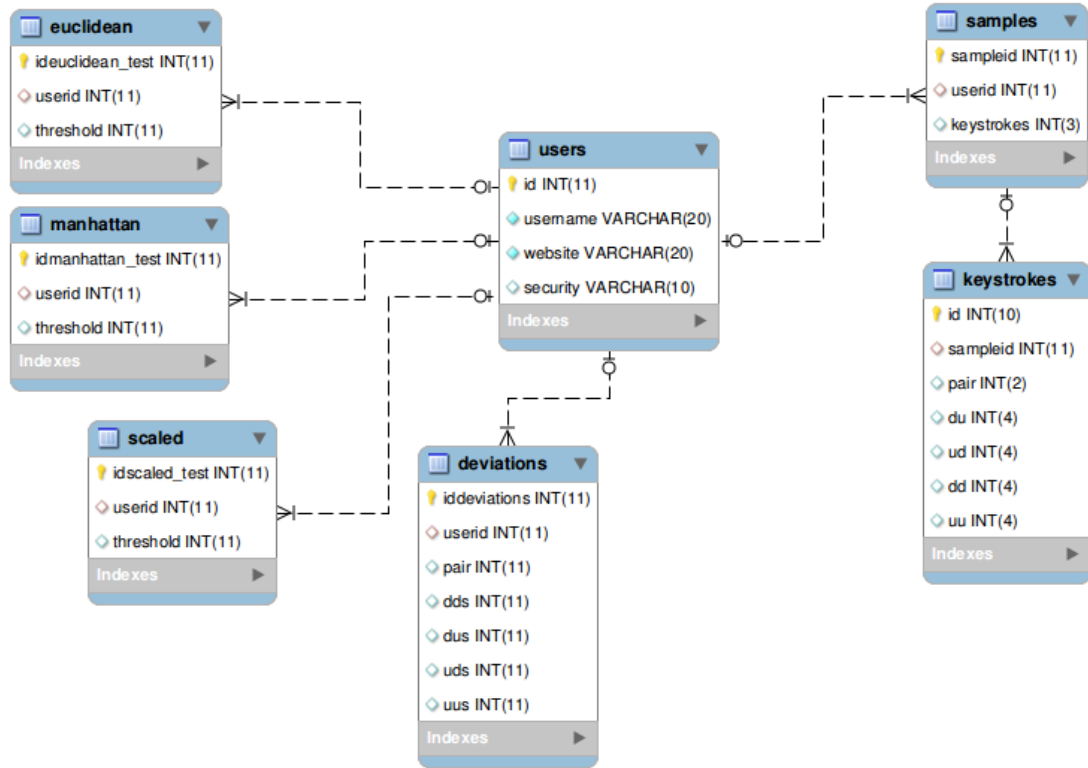 euclidean
ideuclidean_test INT(11)
userid INT(11)
threshold INT(11)
Indexes
manhattan
idmanhattan_test INT(11)
userid INT(11)
threshold INT(11)
Indexes
scaled
idscaled_test INT(11)
userid INT(11)
threshold INT(11)
Indexes
users
id INT(11)
username VARCHAR(20)
website VARCHAR(20)
security VARCHAR(10)
Indexes
deviations
iddeviations INT(11)
userid INT(11)
pair INT(11)
dds INT(11)
dus INT(11)
uds INT(11)
uus INT(11)
Indexes
samples
sampleid INT(11)
userid INT(11)
keystrokes INT(3)
Indexes
keystrokes
id INT(10)
sampleid INT(11)
pair INT(2)
du INT(4)
ud INT(4)
dd INT(4)
uu INT(4)
Indexes